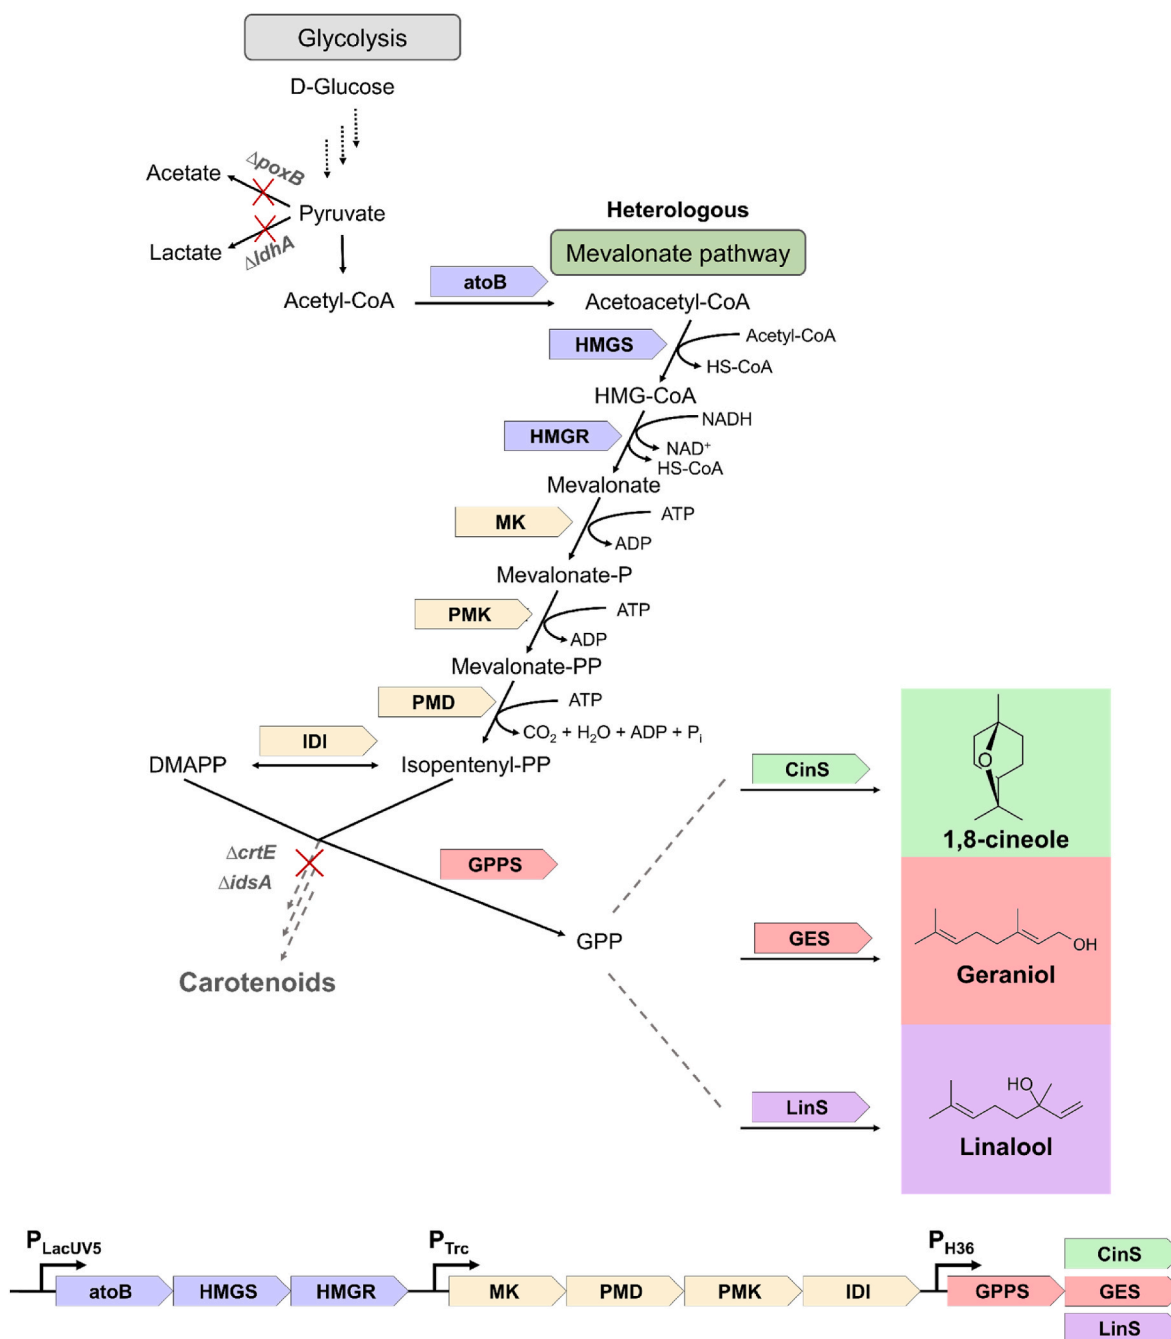 Glycolysis
D-Glucose
Acetate
ΔpoxB
Pyruvate
Lactate
ΔldhA
Acetyl-CoA
Heterologous
Mevalonate pathway
atoB
Acetoacetyl-CoA
HMGS
Acetyl-CoA
HS-CoA
HMG-CoA
HMGR
NADH
NAD⁺
HS-CoA
Mevalonate
MK
ATP
ADP
Mevalonate-P
PMK
ATP
ADP
Mevalonate-PP
PMD
ATP
CO₂ + H₂O + ADP + Pᵢ
IDI
DMAPP
Isopentenyl-PP
ΔcrtE
ΔidsA
GPPS
Carotenoids
GPP
CinS
O
1,8-cineole
GES
OH
Geraniol
LinS
HO
Linalool
P LacUV5
P Trc
P H36
atoB HMGS HMGR MK PMD PMK IDI GPPS
CinS
GES
LinS